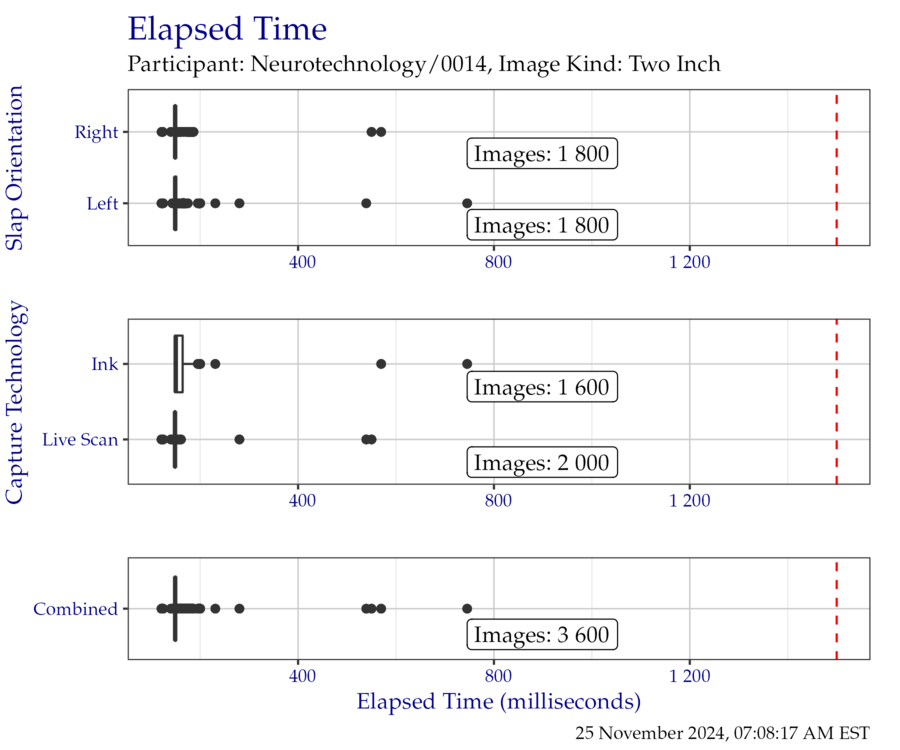 Elapsed Time
Participant: Neurotechnology/0014, Image Kind: Two Inch
Slap Orientation
Right
Images: 1 800
Left
Images: 1 800
400 800 1 200
Capture Technology
Ink
Images: 1 600
Live Scan
Images: 2 000
400 800 1 200
Combined
Images: 3 600
400 800 1 200
Elapsed Time (milliseconds)
25 November 2024, 07:08:17 AM EST